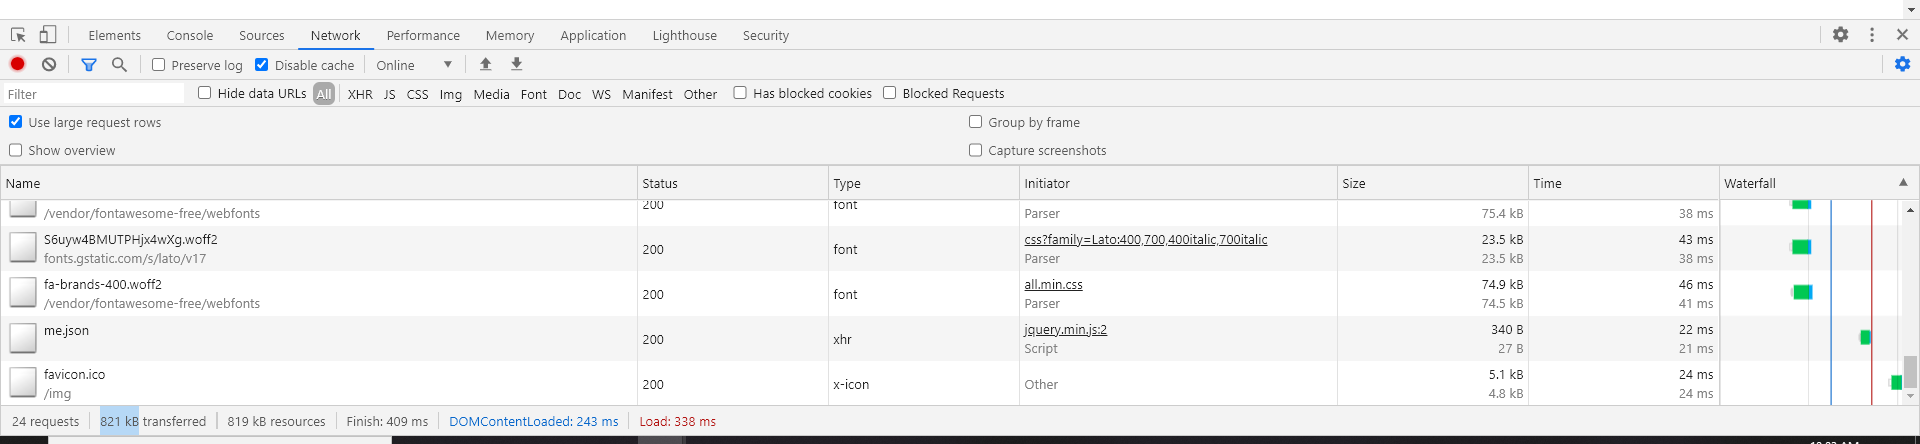 Elements Console Sources Network Performance Memory Application Lighthouse Security
Preserve log Disable cache Online
Filter Hide data URLs All XHR JS CSS Img Media Font Doc WS Manifest Other Has blocked cookies Blocked Requests
Use large request rows Group by frame
Show overview Capture screenshots
Name Status Type Initiator Size Time Waterfall
200 font
/vendor/fontawesome-free/webfonts Parser 75.4 kB 38 ms
S6uyw4BMUTPHjx4wXg.woff2 200 font css?family=Lato:400,700,400italic,700italic 23.5 kB 43 ms
fonts.gstatic.com/s/lato/v17 Parser 23.5 kB 38 ms
fa-brands-400.woff2 200 font all.min.css 74.9 kB 46 ms
/vendor/fontawesome-free/webfonts Parser 74.5 kB 41 ms
me.json 200 xhr jquery.min.js:2 340 B 22 ms
Script 27 B 21 ms
favicon.ico 200 x-icon Other 5.1 kB 24 ms
/img 4.8 kB 24 ms
24 requests 821 kB transferred 819 kB resources Finish: 409 ms DOMContentLoaded: 243 ms Load: 338 ms